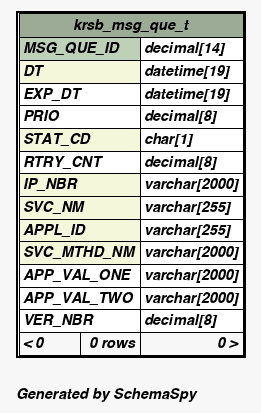 krsb_msg_que_t
MSG_QUE_ID decimal[14]
DT datetime[19]
EXP_DT datetime[19]
PRIO decimal[8]
STAT_CD char[1]
RTRY_CNT decimal[8]
IP_NBR varchar[2000]
SVC_NM varchar[255]
APPL_ID varchar[255]
SVC_MTHD_NM varchar[2000]
APP_VAL_ONE varchar[2000]
APP_VAL_TWO varchar[2000]
VER_NBR decimal[8]
< 0 0 rows 0 >
Generated by SchemaSpy